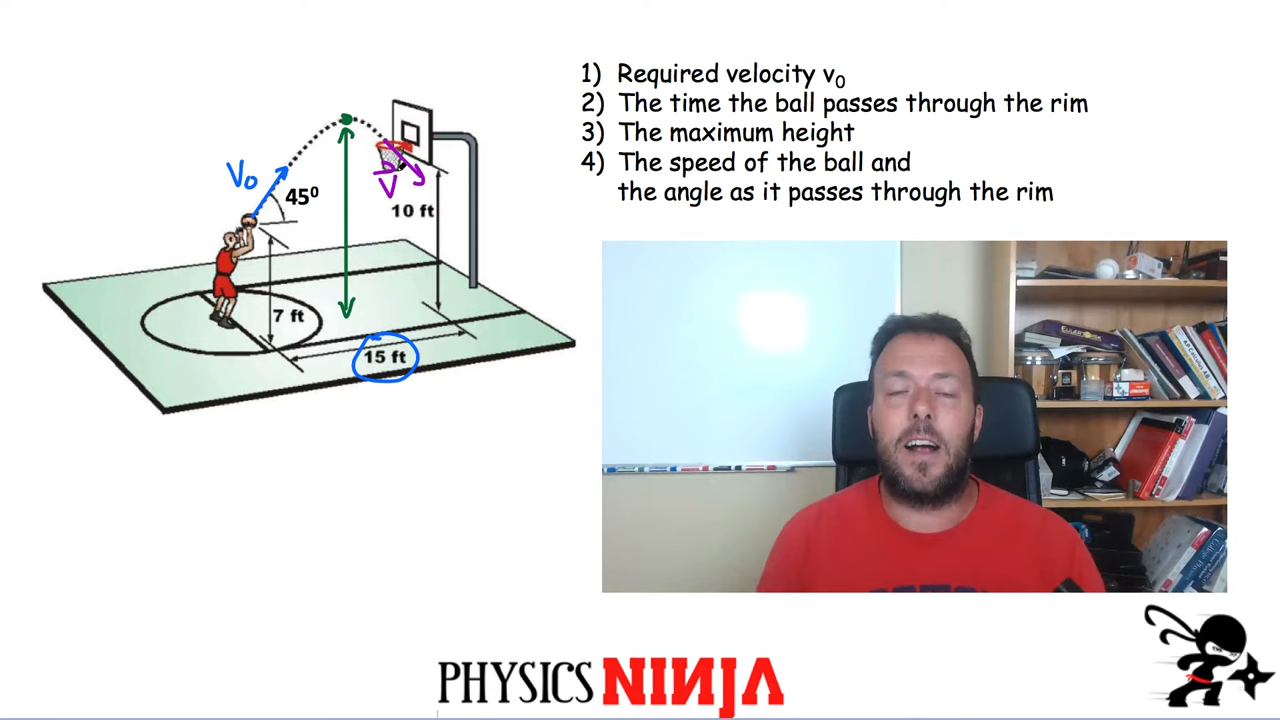 1) Required velocity v0
2) The time the ball passes through the rim
3) The maximum height
4) The speed of the ball and
the angle as it passes through the rim
V0
45⁰
V
10 ft
7 ft
15 ft
PHYSICS NINJA